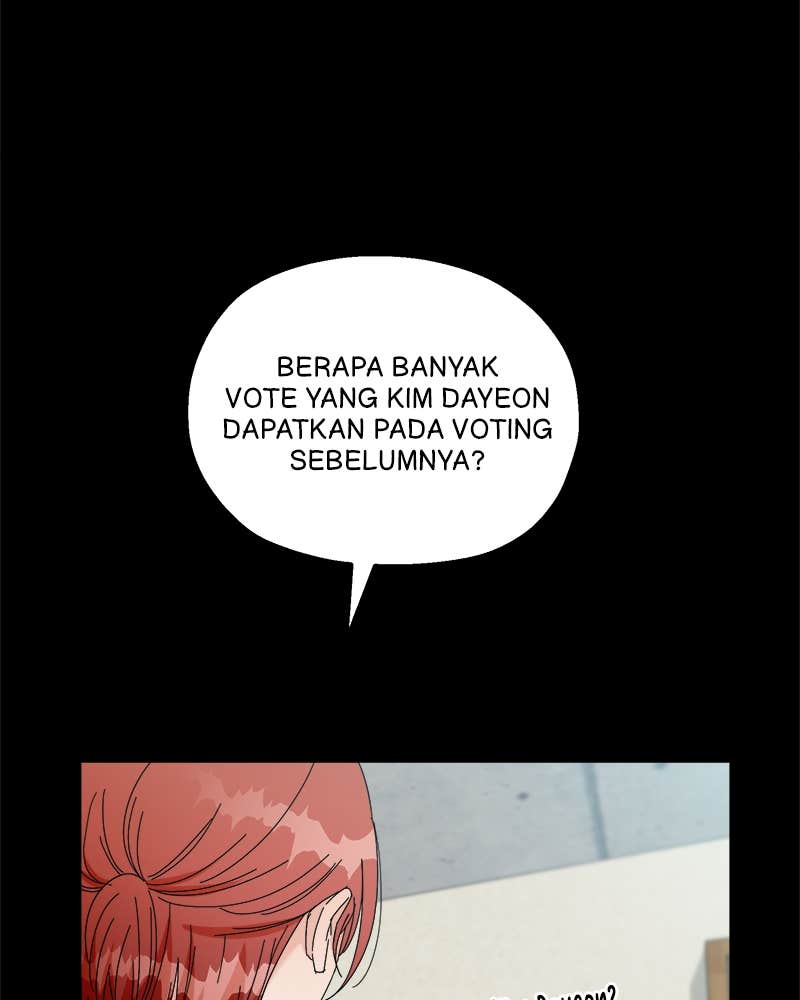 BERAPA BANYAK
VOTE YANG KIM DAYEON
DAPATKAN PADA VOTING
SEBELUMNYA?